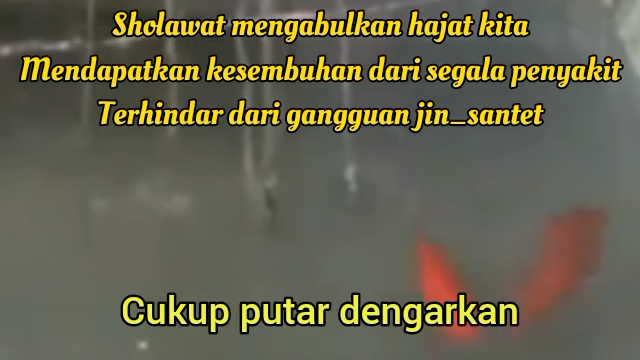 Sholawat mengabulkan hajat kita
Mendapatkan kesembuhan dari segala penyakit
Terhindar dari gangguan jin_santet
Cukup putar dengarkan